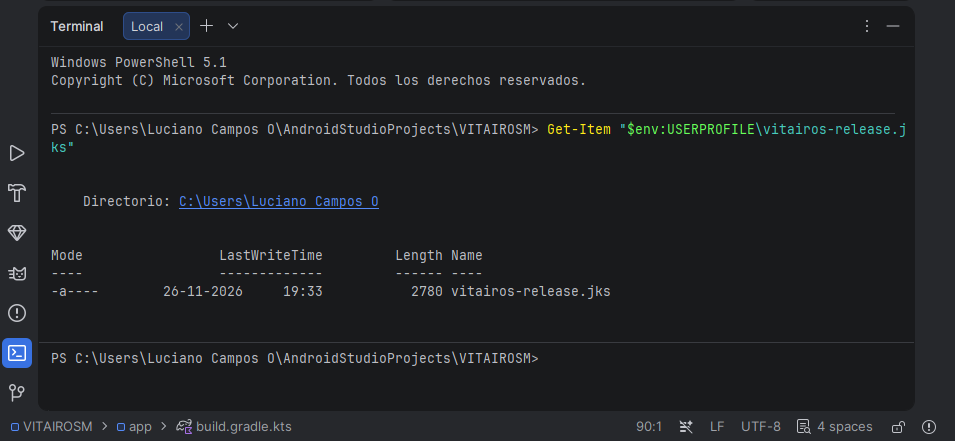 Terminal Local
Windows PowerShell 5.1
Copyright (C) Microsoft Corporation. Todos los derechos reservados.
PS C:\Users\Luciano Campos O\AndroidStudioProjects\VITAIROSM> Get-Item "$env:USERPROFILE\vitairos-release.j
ks"
Directorio: C:\Users\Luciano Campos O
Mode LastWriteTime Length Name
---- ------------- ------ ----
-a---- 26-11-2026 19:33 2780 vitairos-release.jks
PS C:\Users\Luciano Campos O\AndroidStudioProjects\VITAIROSM>
VITAIROSM > app > build.gradle.kts 90:1 LF UTF-8 4 spaces